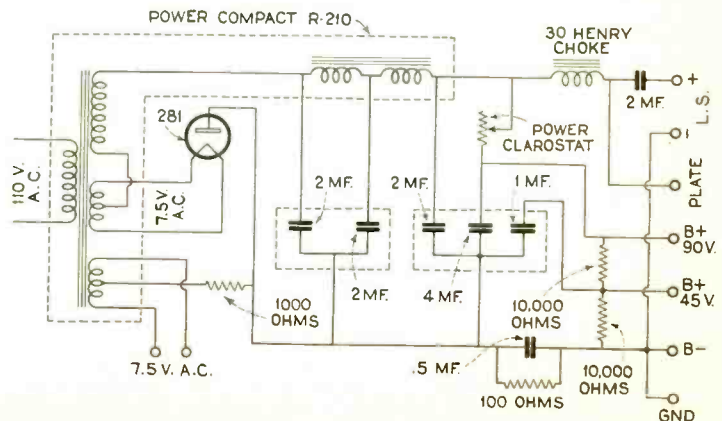 POWER COMPACT R-210
30 HENRY
CHOKE
+
2 MF.
L.S.
281
POWER
CLAROSTAT
110 V.
A.C.
7.5 V.
A.C.
PLATE
2 MF.
2 MF.
1 MF.
B+
90V.
2 MF.
4 MF.
10,000
OHMS
B+
45V.
1000
OHMS
.5 MF.
B-
7.5 V. A.C.
100 OHMS
10,000
OHMS
GND